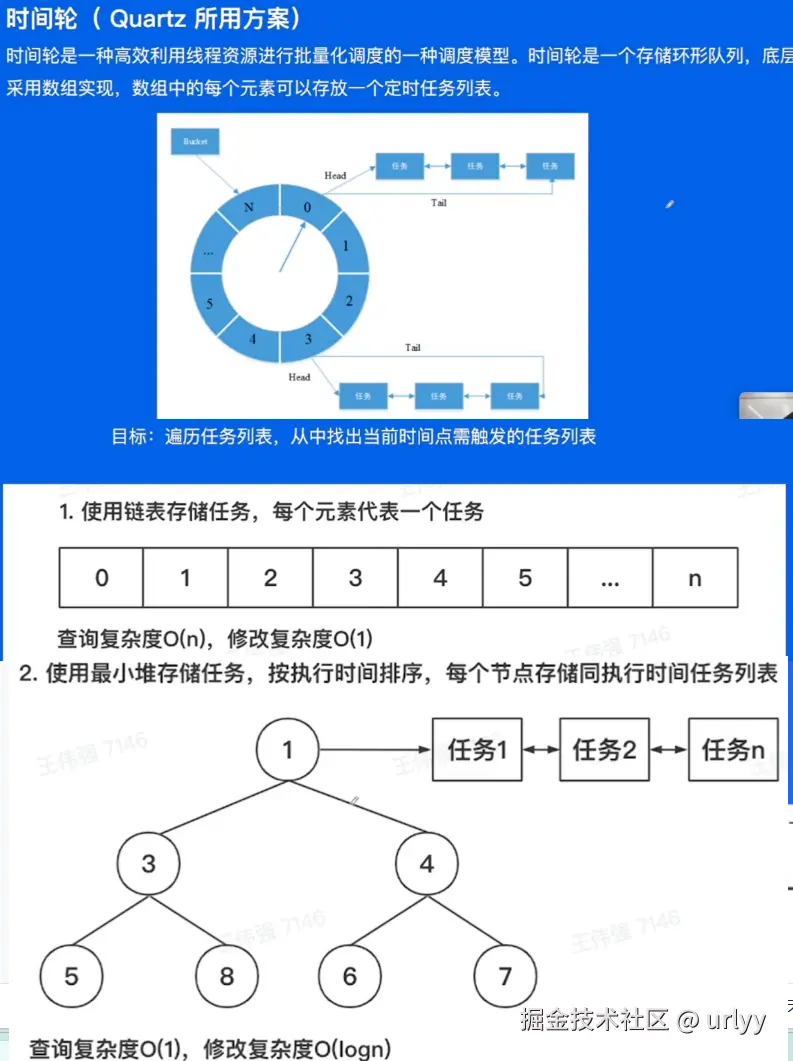 时间轮（ Quartz 所用方案）
时间轮是一种高效利用线程资源进行批量化调度的一种调度模型。时间轮是一个存储环形队列，底层
采用数组实现，数组中的每个元素可以存放一个定时任务列表。
Bucket
Head
任务
任务
任务
Tail
N
0
...
1
5
2
4
3
Tail
Head
任务
任务
任务
目标：遍历任务列表，从中找出当前时间点需触发的任务列表
1. 使用链表存储任务，每个元素代表一个任务
0 1 2 3 4 5 ... n
查询复杂度O(n)，修改复杂度O(1)
王伟强 7146
2. 使用最小堆存储任务，按执行时间排序，每个节点存储同执行时间任务列表
1
任务1
任务2
任务n
王伟强 7146
3
4
王伟强 7146
王伟强 7146
5
8
6
7
掘金技术社区 @ urlyy
查询复杂度O(1)，修改复杂度O(logn)